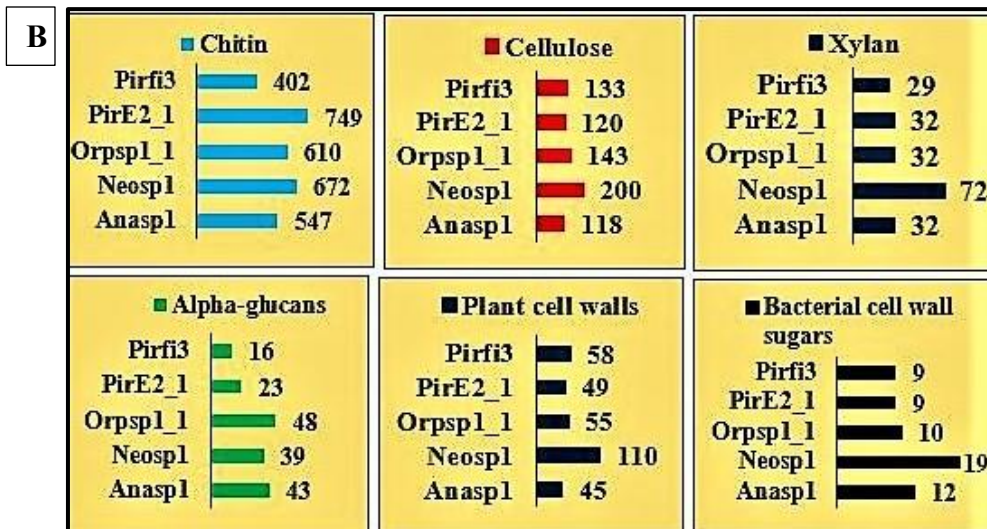 B
Chitin
Pirfi3 402
PirE2_1 749
Orpsp1_1 610
Neosp1 672
Anasp1 547
Cellulose
Pirfi3 133
PirE2_1 120
Orpsp1_1 143
Neosp1 200
Anasp1 118
Xylan
Pirfi3 29
PirE2_1 32
Orpsp1_1 32
Neosp1 72
Anasp1 32
Alpha-glucans
Pirfi3 16
PirE2_1 23
Orpsp1_1 48
Neosp1 39
Anasp1 43
Plant cell walls
Pirfi3 58
PirE2_1 49
Orpsp1_1 55
Neosp1 110
Anasp1 45
Bacterial cell wall
sugars
Pirfi3 9
PirE2_1 9
Orpsp1_1 10
Neosp1 19
Anasp1 12